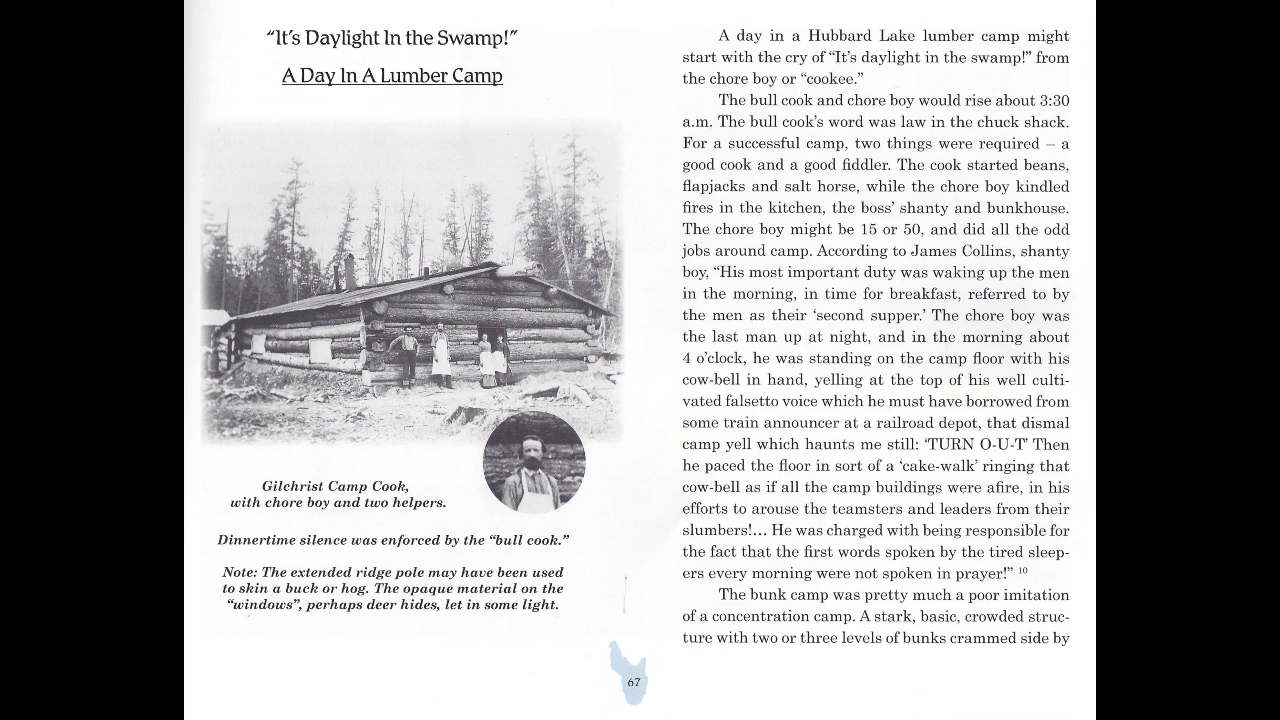 “It’s Daylight In the Swamp!”
A Day In A Lumber Camp
Gilchrist Camp Cook,
with chore boy and two helpers.
Dinnertime silence was enforced by the “bull cook.”
Note: The extended ridge pole may have been used
to skin a buck or hog. The opaque material on the
“windows”, perhaps deer hides, let in some light.
A day in a Hubbard Lake lumber camp might
start with the cry of “It’s daylight in the swamp!” from
the chore boy or “cookee.”
The bull cook and chore boy would rise about 3:30
a.m. The bull cook’s word was law in the chuck shack.
For a successful camp, two things were required – a
good cook and a good fiddler. The cook started beans,
flapjacks and salt horse, while the chore boy kindled
fires in the kitchen, the boss’ shanty and bunkhouse.
The chore boy might be 15 or 50, and did all the odd
jobs around camp. According to James Collins, shanty
boy, “His most important duty was waking up the men
in the morning, in time for breakfast, referred to by
the men as their ‘second supper.’ The chore boy was
the last man up at night, and in the morning about
4 o’clock, he was standing on the camp floor with his
cow-bell in hand, yelling at the top of his well culti-
vated falsetto voice which he must have borrowed from
some train announcer at a railroad depot, that dismal
camp yell which haunts me still: ‘TURN O-U-T’ Then
he paced the floor in sort of a ‘cake-walk’ ringing that
cow-bell as if all the camp buildings were afire, in his
efforts to arouse the teamsters and leaders from their
slumbers!... He was charged with being responsible for
the fact that the first words spoken by the tired sleep-
ers every morning were not spoken in prayer!” 10
The bunk camp was pretty much a poor imitation
of a concentration camp. A stark, basic, crowded struc-
ture with two or three levels of bunks crammed side by
67